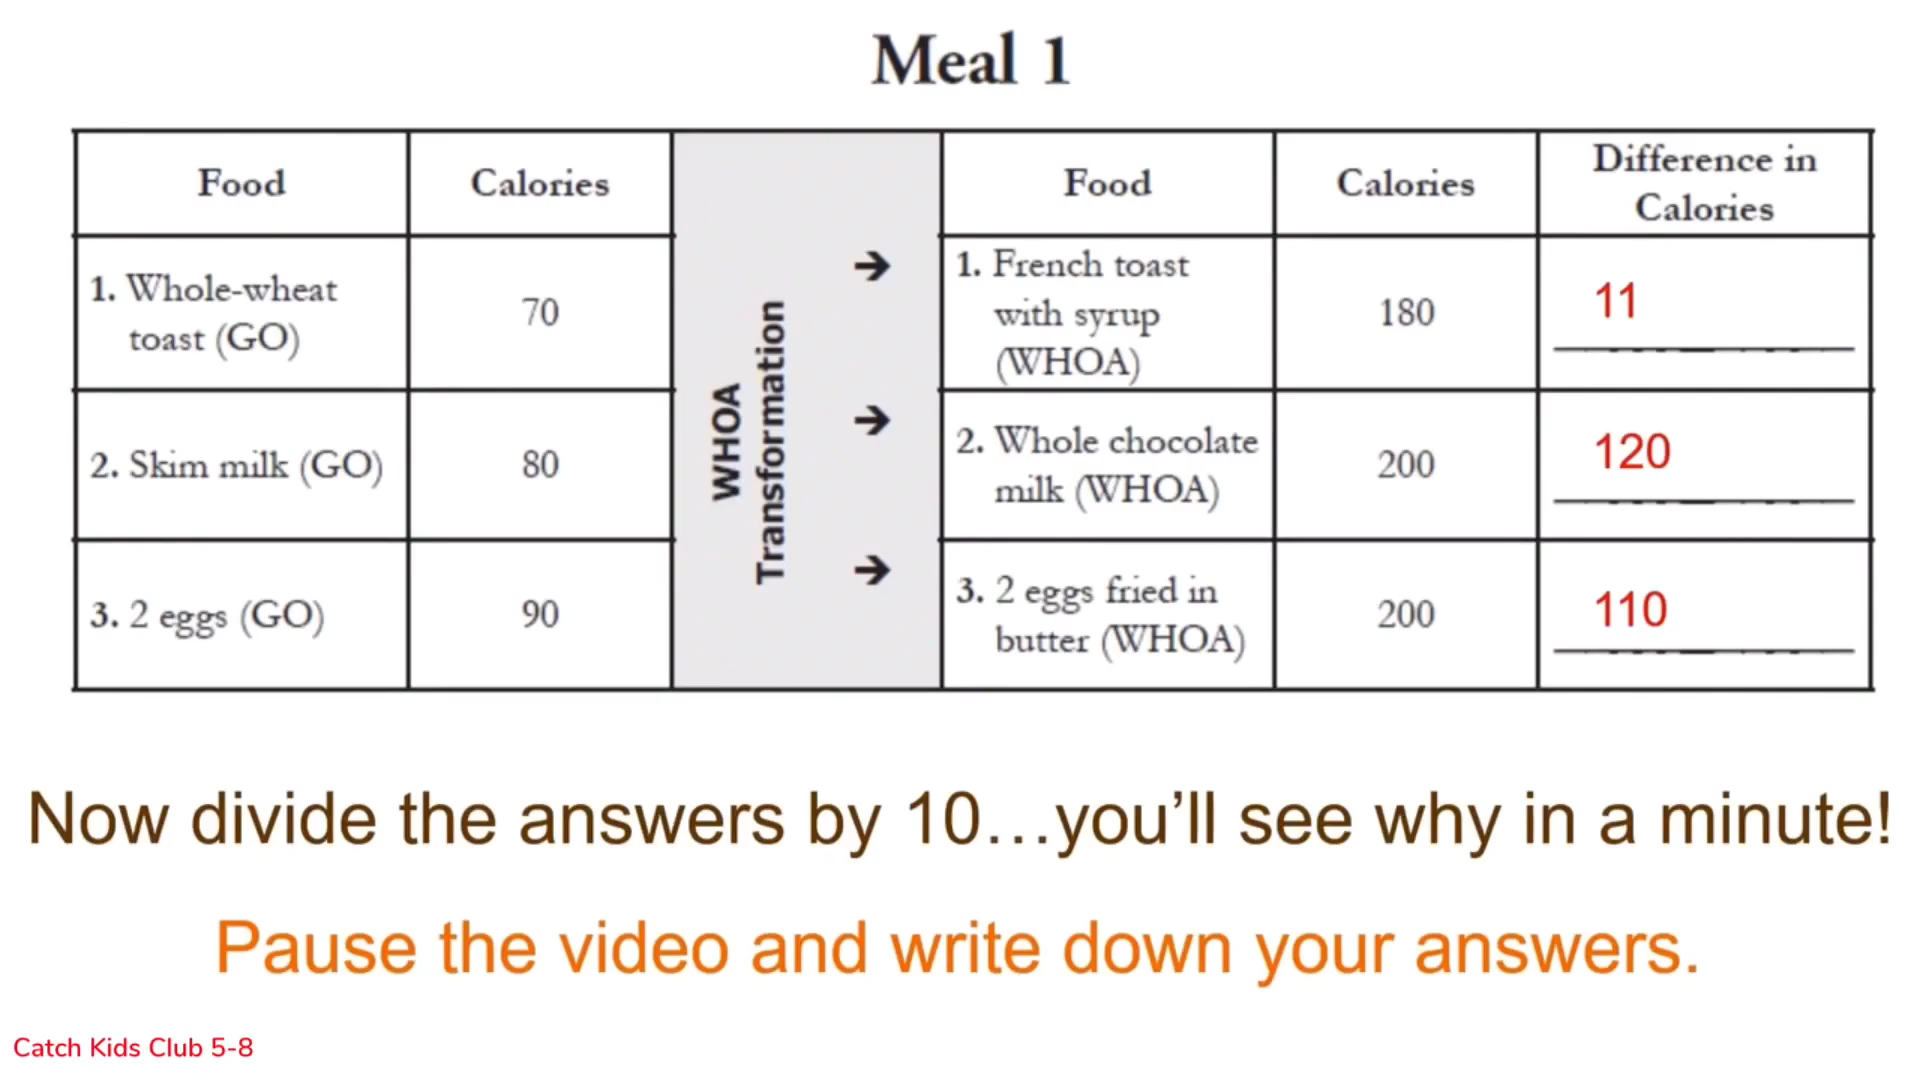 Meal 1
Food Calories Food Calories Difference in
Calories
WHOA
Transformation
1. Whole-wheat
toast (GO)
70
➔
1. French toast
with syrup
(WHOA)
180
11
2. Skim milk (GO)
80
➔
2. Whole chocolate
milk (WHOA)
200
120
3. 2 eggs (GO)
90
➔
3. 2 eggs fried in
butter (WHOA)
200
110
Now divide the answers by 10…you’ll see why in a minute!
Pause the video and write down your answers.
Catch Kids Club 5-8